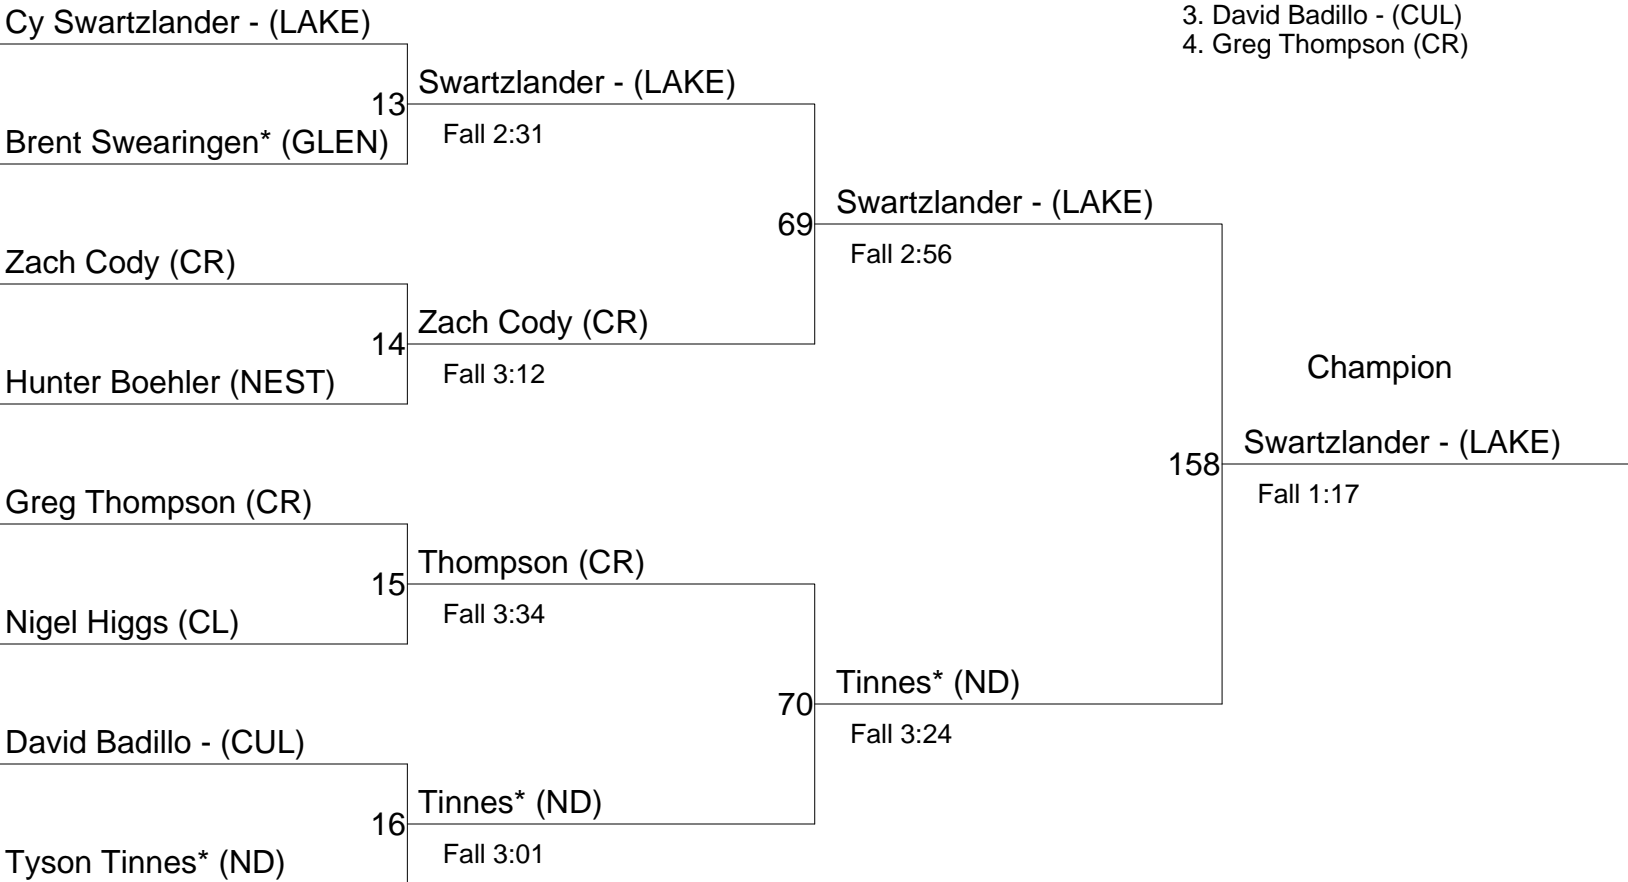 Cy Swartzlander - (LAKE)
3. David Badillo - (CUL)
4. Greg Thompson (CR)
Swartzlander - (LAKE)
13
Fall 2:31
Brent Swearingen* (GLEN)
Swartzlander - (LAKE)
69
Fall 2:56
Zach Cody (CR)
Zach Cody (CR)
14
Fall 3:12
Hunter Boehler (NEST)
Champion
Swartzlander - (LAKE)
158
Fall 1:17
Greg Thompson (CR)
Thompson (CR)
15
Fall 3:34
Nigel Higgs (CL)
Tinnes* (ND)
70
Fall 3:24
David Badillo - (CUL)
Tinnes* (ND)
16
Fall 3:01
Tyson Tinnes* (ND)